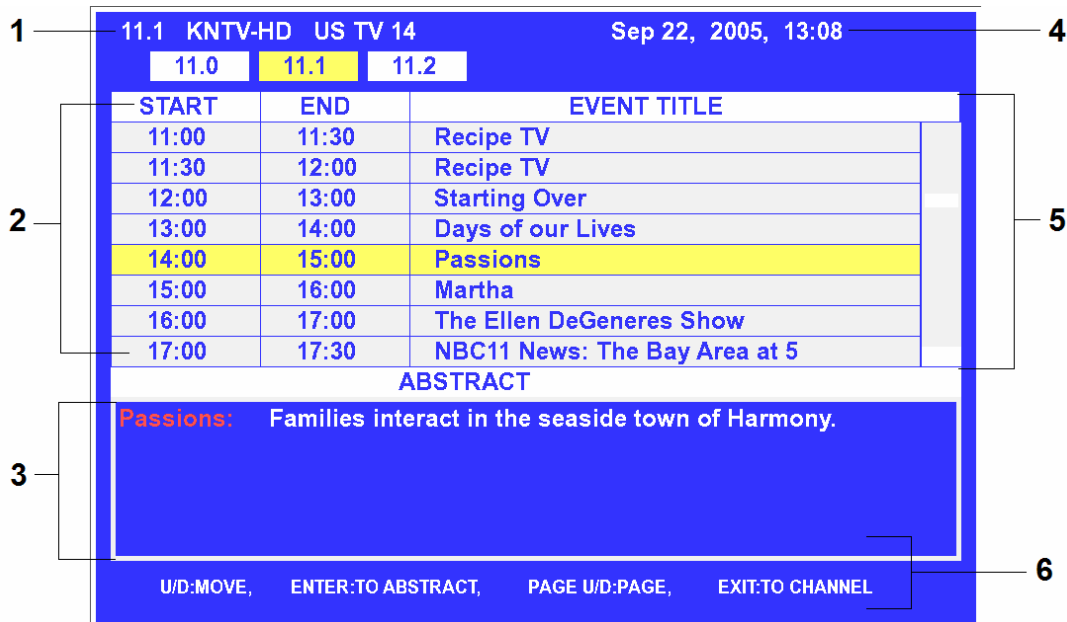 1 11.1 KNTV-HD US TV 14 Sep 22, 2005, 13:08 4
11.0 11.1 11.2
START END EVENT TITLE
11:00 11:30 Recipe TV
11:30 12:00 Recipe TV
12:00 13:00 Starting Over
2 13:00 14:00 Days of our Lives 5
14:00 15:00 Passions
15:00 16:00 Martha
16:00 17:00 The Ellen DeGeneres Show
17:00 17:30 NBC11 News: The Bay Area at 5
ABSTRACT
Passions: Families interact in the seaside town of Harmony.
3
6
U/D:MOVE, ENTER:TO ABSTRACT, PAGE U/D:PAGE, EXIT:TO CHANNEL